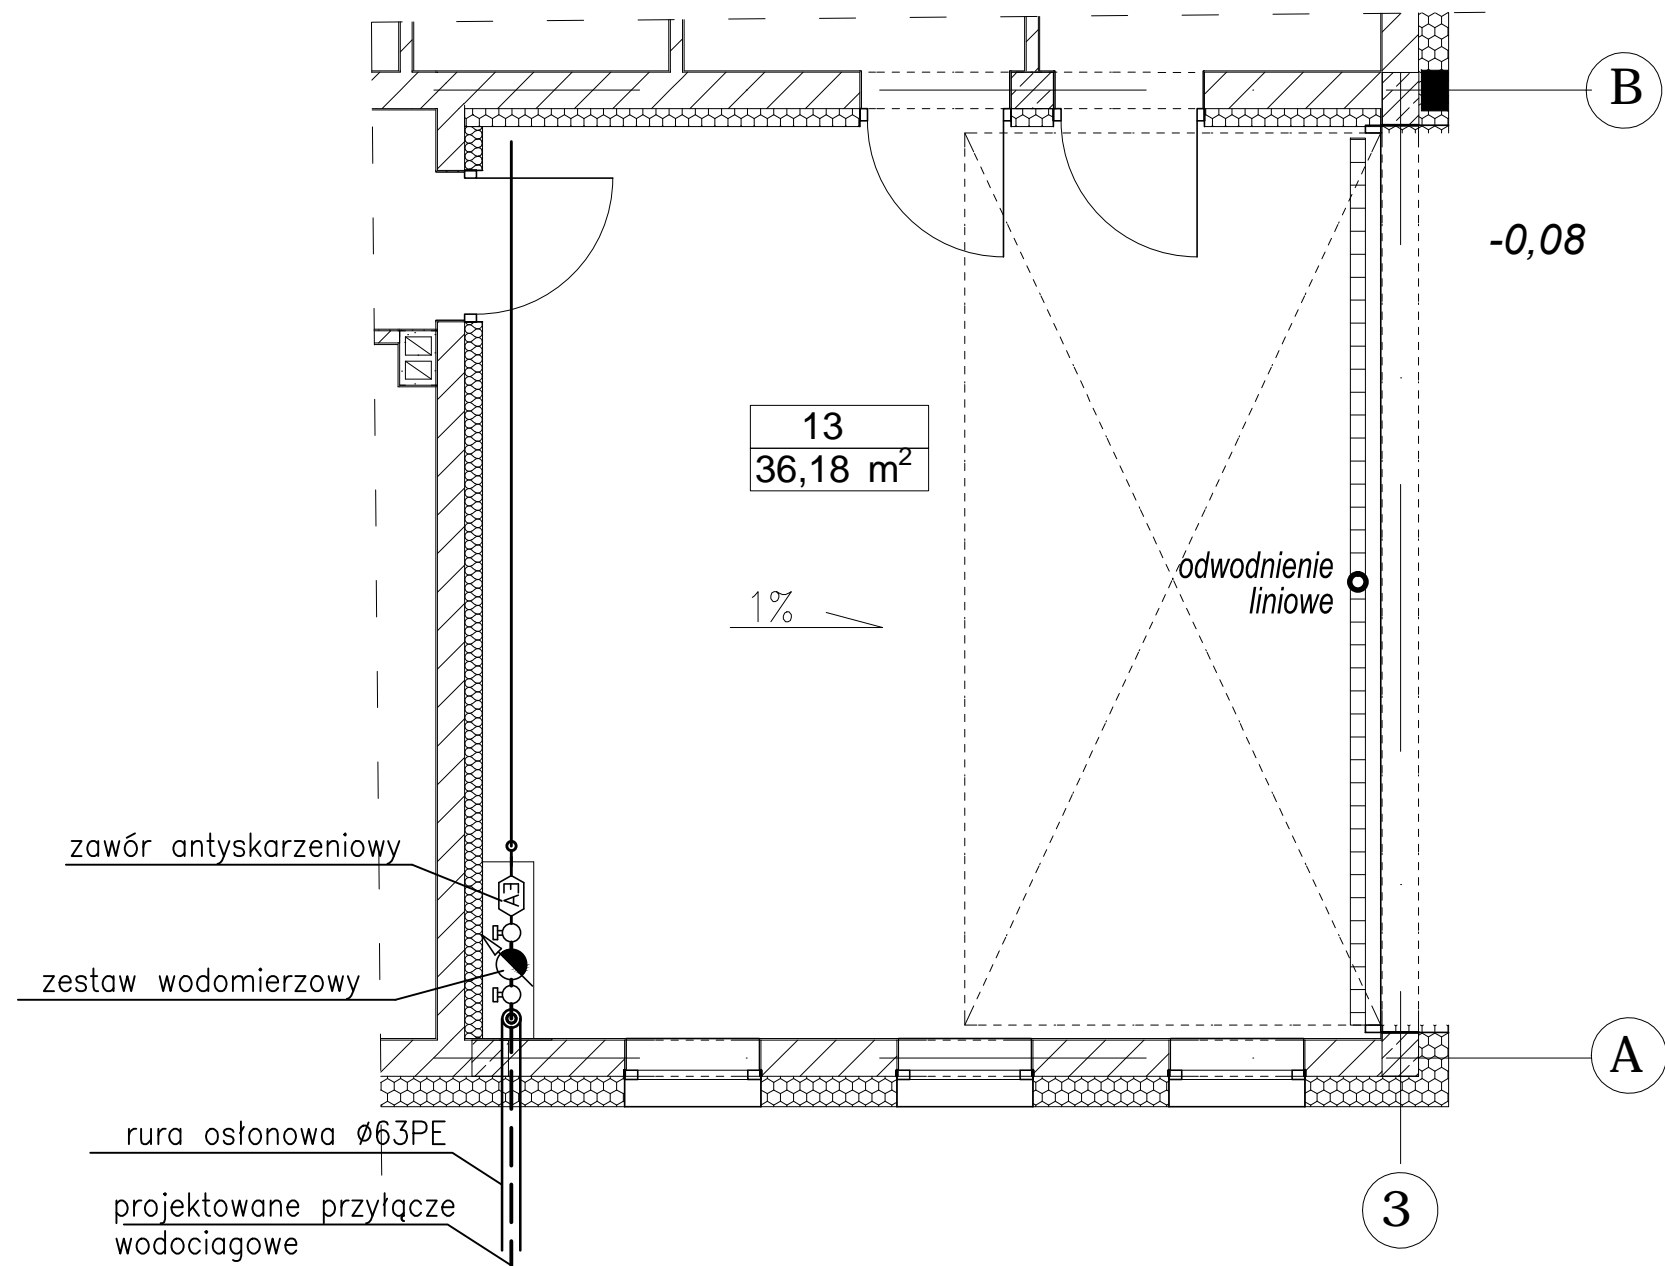 B
-0,08
13
36,18 m²
odwodnienie
liniowe
1%
zawór antyskarzeniowy
EA
zestaw wodomierzowy
A
rura osłonowa ø63PE
projektowane przyłącze
wodociagowe
3